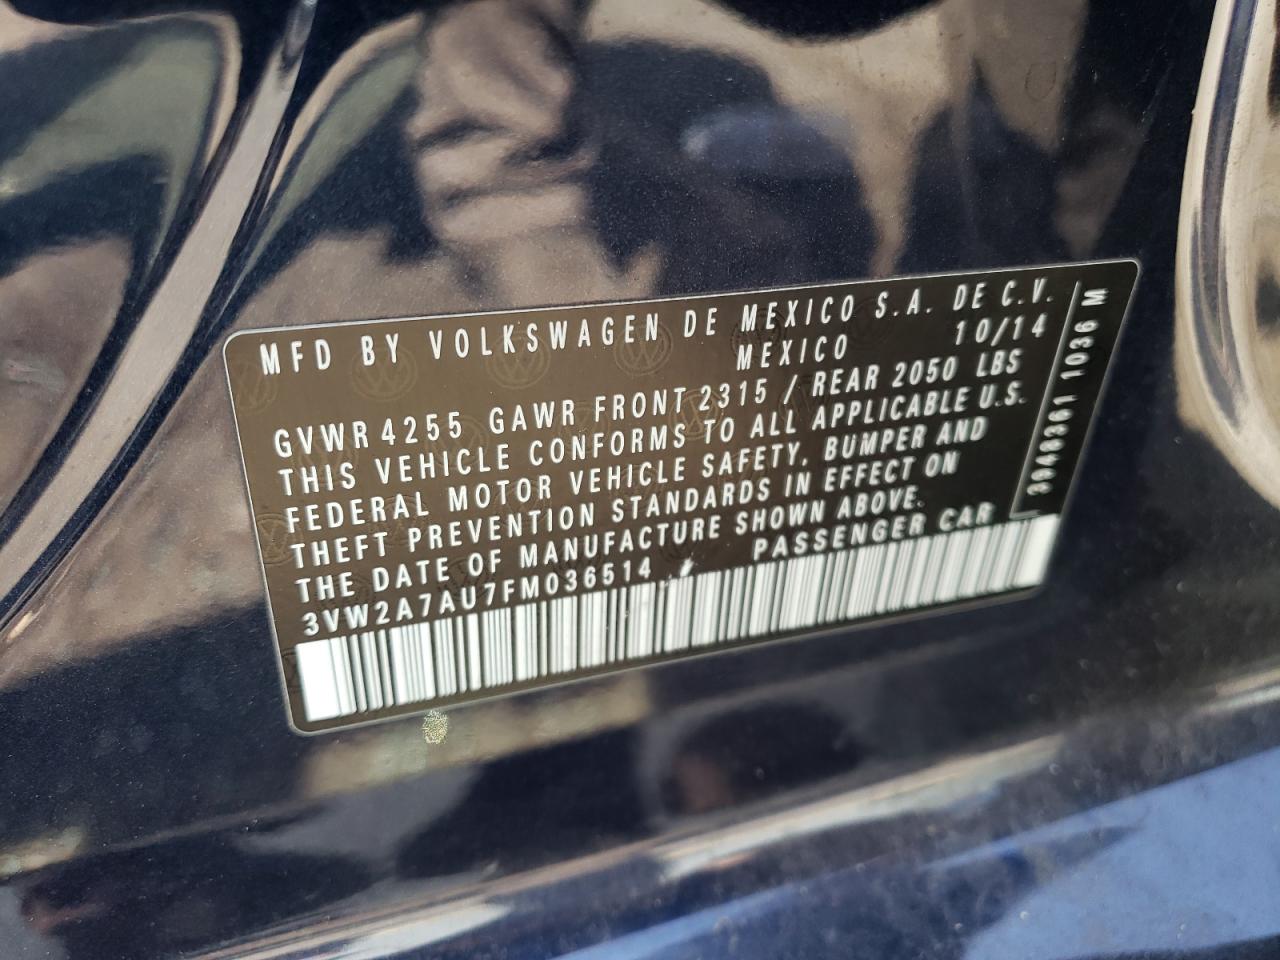 MFD BY VOLKSWAGEN DE MEXICO S.A. DE C.V.
MEXICO 10/14
GVWR 4255 GAWR FRONT 2315 / REAR 2050 LBS
THIS VEHICLE CONFORMS TO ALL APPLICABLE U.S.
FEDERAL MOTOR VEHICLE SAFETY, BUMPER AND
THEFT PREVENTION STANDARDS IN EFFECT ON
THE DATE OF MANUFACTURE SHOWN ABOVE.
3VW2A7AU7FM036514 PASSENGER CAR
1036 M